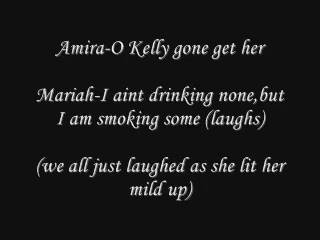 Amira-O Kelly gone get her
Mariah-I aint drinking none,but
I am smoking some (laughs)
(we all just laughed as she lit her
mild up)